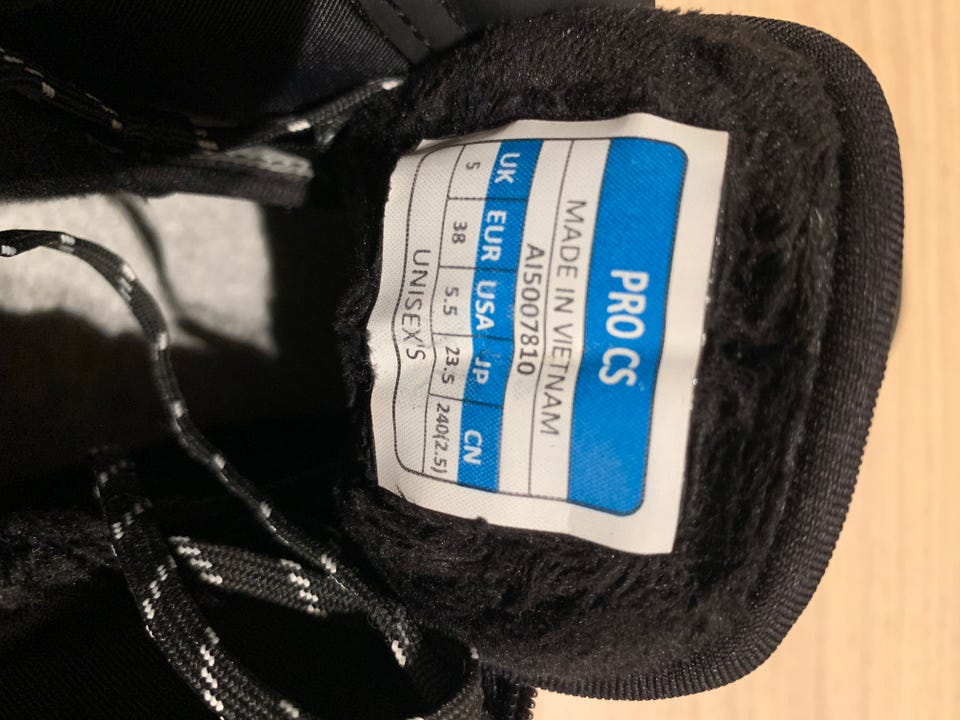 PRO CS
MADE IN VIETNAM
AI5007810
UK EUR USA JP CN
5 38 5.5 23.5 240(2.5)
UNISEX'S